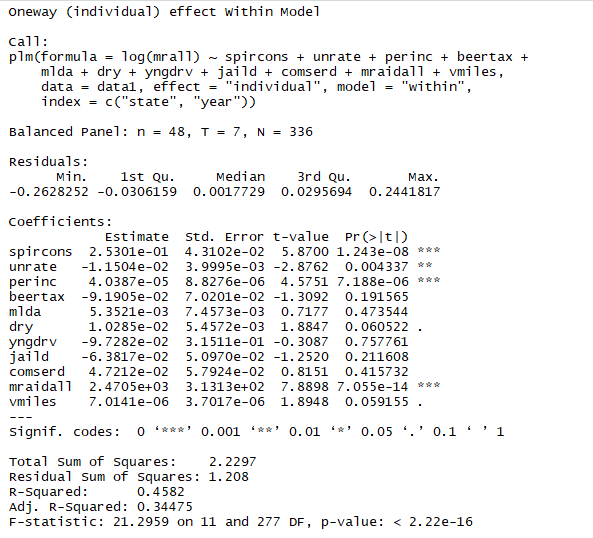 Oneway (individual) effect Within Model
Call:
plm(formula = log(mrall) ~ spircons + unrate + perinc + beertax +
    mlda + dry + yngdrv + jaild + comserd + mraidall + vmiles,
    data = data1, effect = "individual", model = "within",
    index = c("state", "year"))
Balanced Panel: n = 48, T = 7, N = 336
Residuals:
      Min.    1st Qu.     Median    3rd Qu.       Max.
-0.2628252 -0.0306159  0.0017729  0.0295694  0.2441817
Coefficients:
            Estimate  Std. Error t-value  Pr(>|t|)
spircons  2.5301e-01  4.3102e-02  5.8700 1.243e-08 ***
unrate   -1.1504e-02  3.9995e-03 -2.8762  0.004337 **
perinc    4.0387e-05  8.8276e-06  4.5751 7.188e-06 ***
beertax  -9.1905e-02  7.0201e-02 -1.3092  0.191565
mlda      5.3521e-03  7.4573e-03  0.7177  0.473544
dry       1.0285e-02  5.4572e-03  1.8847  0.060522 .
yngdrv   -9.7282e-02  3.1511e-01 -0.3087  0.757761
jaild    -6.3817e-02  5.0970e-02 -1.2520  0.211608
comserd   4.7212e-02  5.7924e-02  0.8151  0.415732
mraidall  2.4705e+03  3.1313e+02  7.8898 7.055e-14 ***
vmiles    7.0141e-06  3.7017e-06  1.8948  0.059155 .
---
Signif. codes:  0 ‘***’ 0.001 ‘**’ 0.01 ‘*’ 0.05 ‘.’ 0.1 ‘ ’ 1
Total Sum of Squares:    2.2297
Residual Sum of Squares: 1.208
R-Squared:      0.4582
Adj. R-Squared: 0.34475
F-statistic: 21.2959 on 11 and 277 DF, p-value: < 2.22e-16